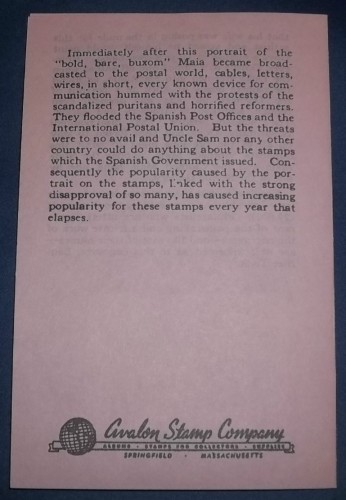 Immediately after this portrait of the
"bold, bare, buxom" Maia became broad-
casted to the postal world, cables, letters,
wires, in short, every known device for com-
munication hummed with the protests of the
scandalized puritans and horrified reformers.
They flooded the Spanish Post Offices and the
International Postal Union. But the threats
were to no avail and Uncle Sam nor any other
country could do anything about the stamps
which the Spanish Government issued. Con-
sequently the popularity caused by the por-
trait on the stamps, linked with the strong
disapproval of so many, has caused increasing
popularity for these stamps every year that
elapses.
Avalon Stamp Company
ALBUMS · STAMPS FOR COLLECTORS · SUPPLIES
SPRINGFIELD · MASSACHUSETTS